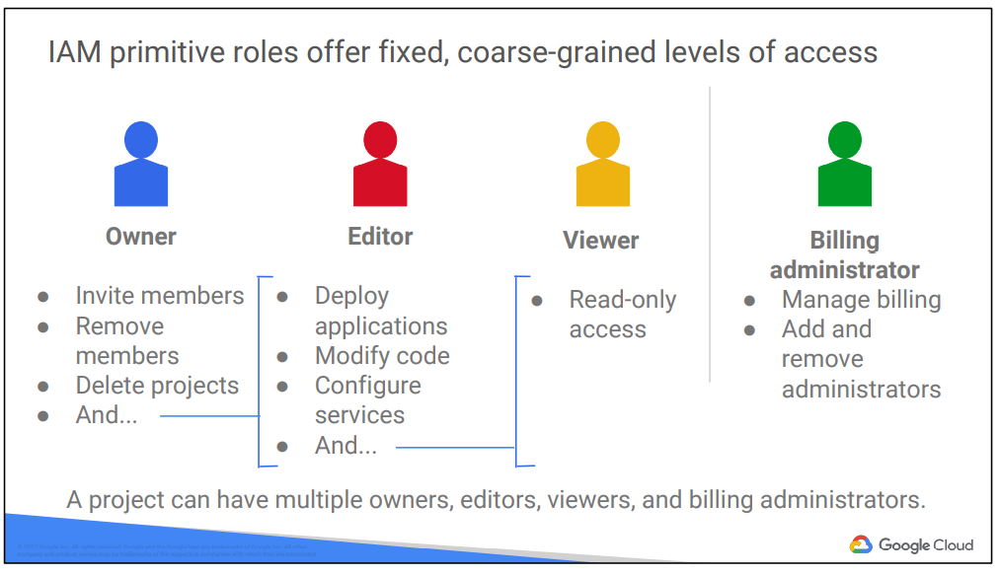 IAM primitive roles offer fixed, coarse-grained levels of access
Owner
● Invite members
● Remove
members
● Delete projects
● And...
Editor
● Deploy
applications
● Modify code
● Configure
services
● And...
Viewer
● Read-only
access
Billing
administrator
● Manage billing
● Add and
remove
administrators
A project can have multiple owners, editors, viewers, and billing administrators.
Google Cloud